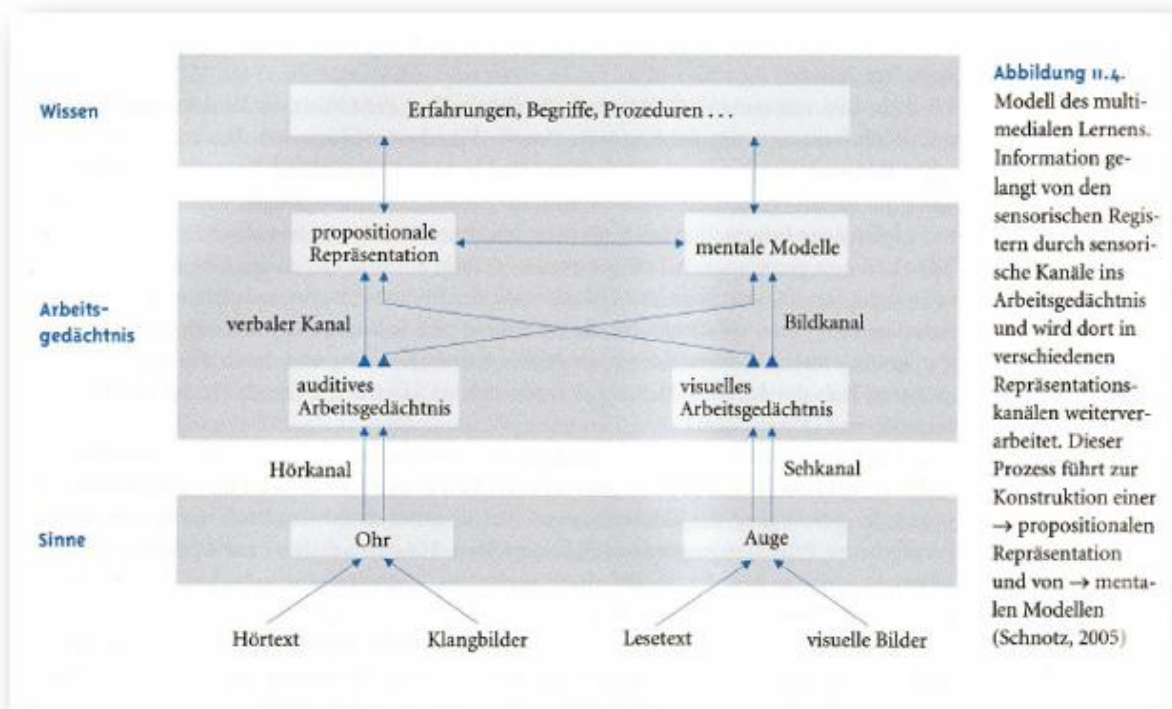 Wissen
Erfahrungen, Begriffe, Prozeduren . . .
propositionale
Repräsentation
mentale Modelle
Arbeits-
gedächtnis
verbaler Kanal
Bildkanal
auditives
Arbeitsgedächtnis
visuelles
Arbeitsgedächtnis
Hörkanal
Sehkanal
Sinne
Ohr
Auge
Hörtext
Klangbilder
Lesetext
visuelle Bilder
Abbildung 11.4.
Modell des multi-
medialen Lernens.
Information ge-
langt von den
sensorischen Regis-
tern durch sensori-
sche Kanäle ins
Arbeitsgedächtnis
und wird dort in
verschiedenen
Repräsentations-
kanälen weiterver-
arbeitet. Dieser
Prozess führt zur
Konstruktion einer
→ propositionalen
Repräsentation
und von → menta-
len Modellen
(Schnotz, 2005)